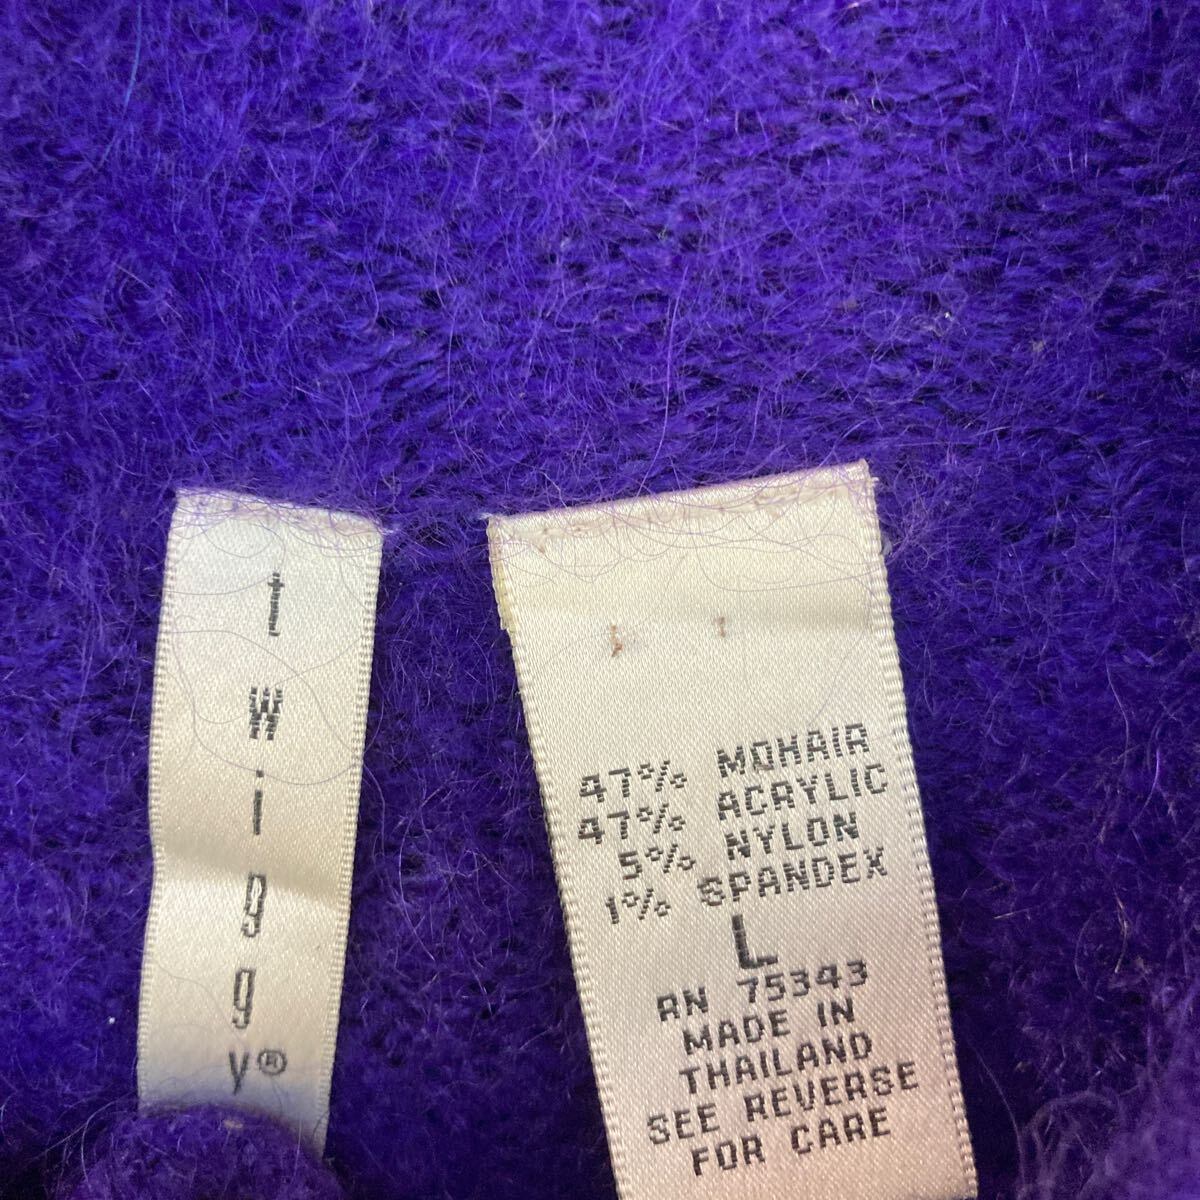 twiggy®
47% MOHAIR
47% ACRYLIC
5% NYLON
1% SPANDEX
L
RN 75343
MADE IN
THAILAND
SEE REVERSE
FOR CARE